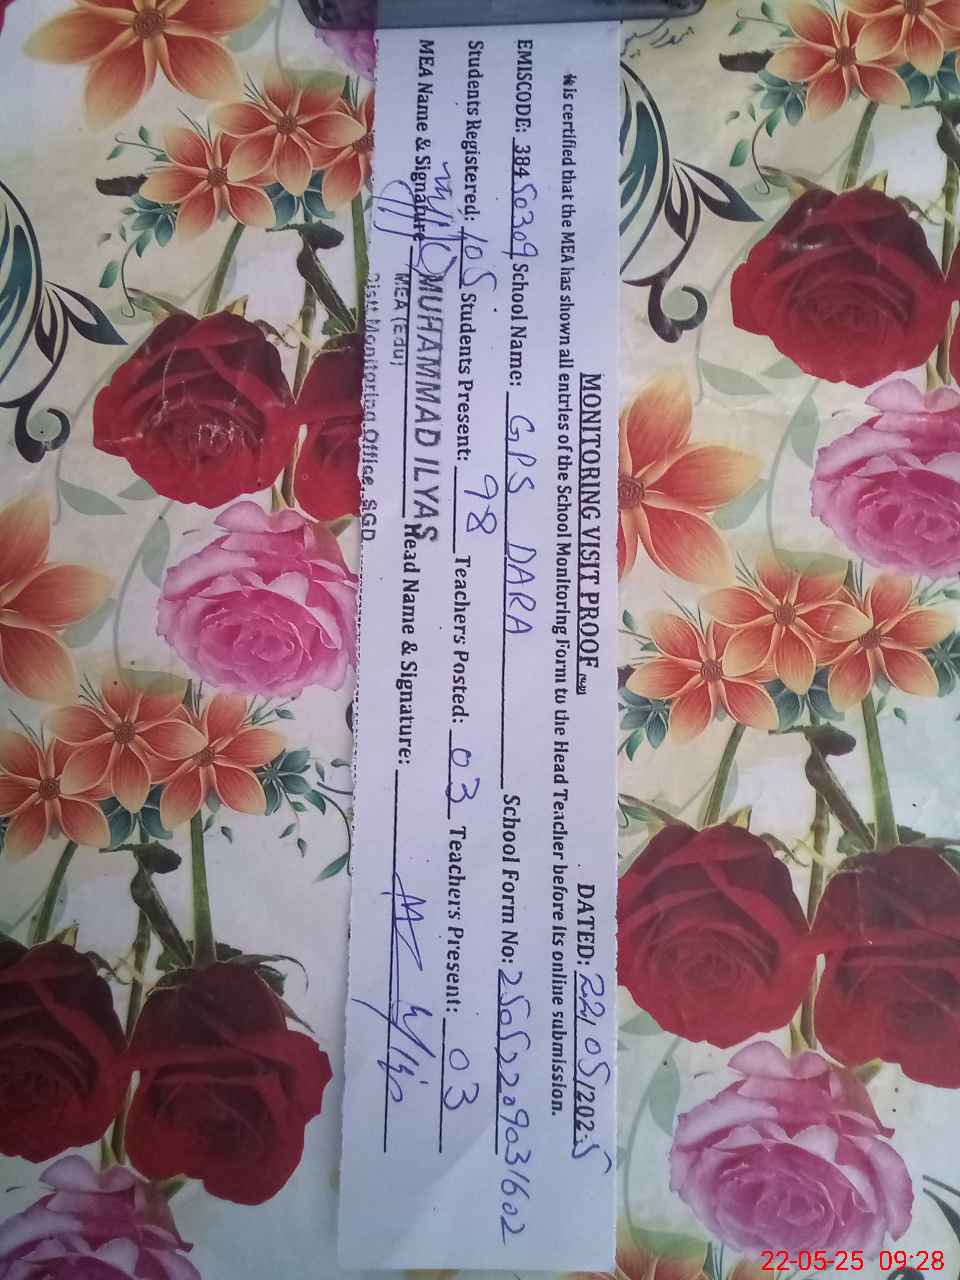 MONITORING VISIT PROOF DATED: 22/05/2025
It is certified that the MEA has shown all entries of the School Monitoring Form to the Head Teacher before its online submission.
EMISCODE: 38450309 School Name: GPS DARA School Form No: 25052209031602
Students Registered: 105 Students Present: 98 Teachers Posted: 03 Teachers Present: 03
MEA Name & Signature MUHAMMAD ILYAS Head Name & Signature:
MEA (Edu)
Distt Monitoring Office, SGD
22-05-25 09:28